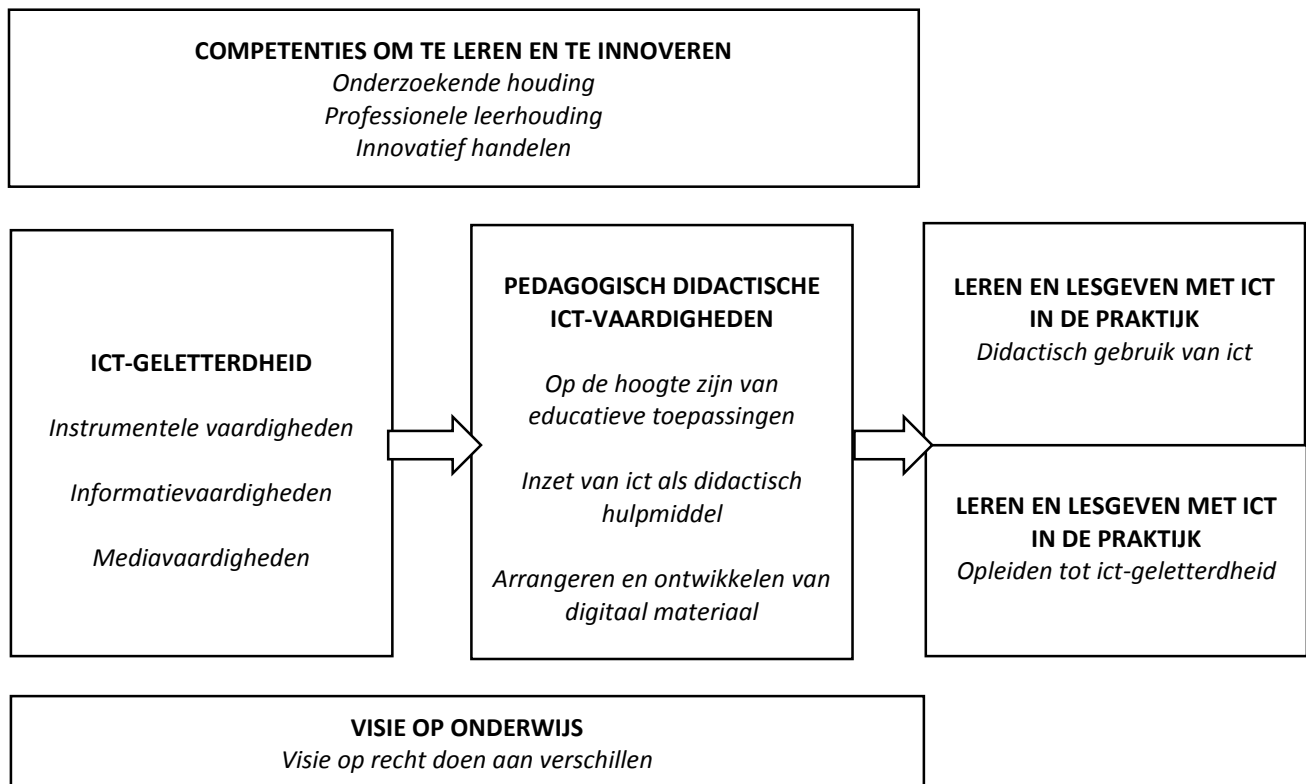 COMPETENTIES OM TE LEREN EN TE INNOVEREN
Onderzoekende houding
Professionele leerhouding
Innovatief handelen
ICT-GELETTERDHEID
Instrumentele vaardigheden
Informatievaardigheden
Mediavaardigheden
PEDAGOGISCH DIDACTISCHE
ICT-VAARDIGHEDEN
Op de hoogte zijn van
educatieve toepassingen
Inzet van ict als didactisch
hulpmiddel
Arrangeren en ontwikkelen van
digitaal materiaal
LEREN EN LESGEVEN MET ICT
IN DE PRAKTIJK
Didactisch gebruik van ict
LEREN EN LESGEVEN MET ICT
IN DE PRAKTIJK
Opleiden tot ict-geletterdheid
VISIE OP ONDERWIJS
Visie op recht doen aan verschillen